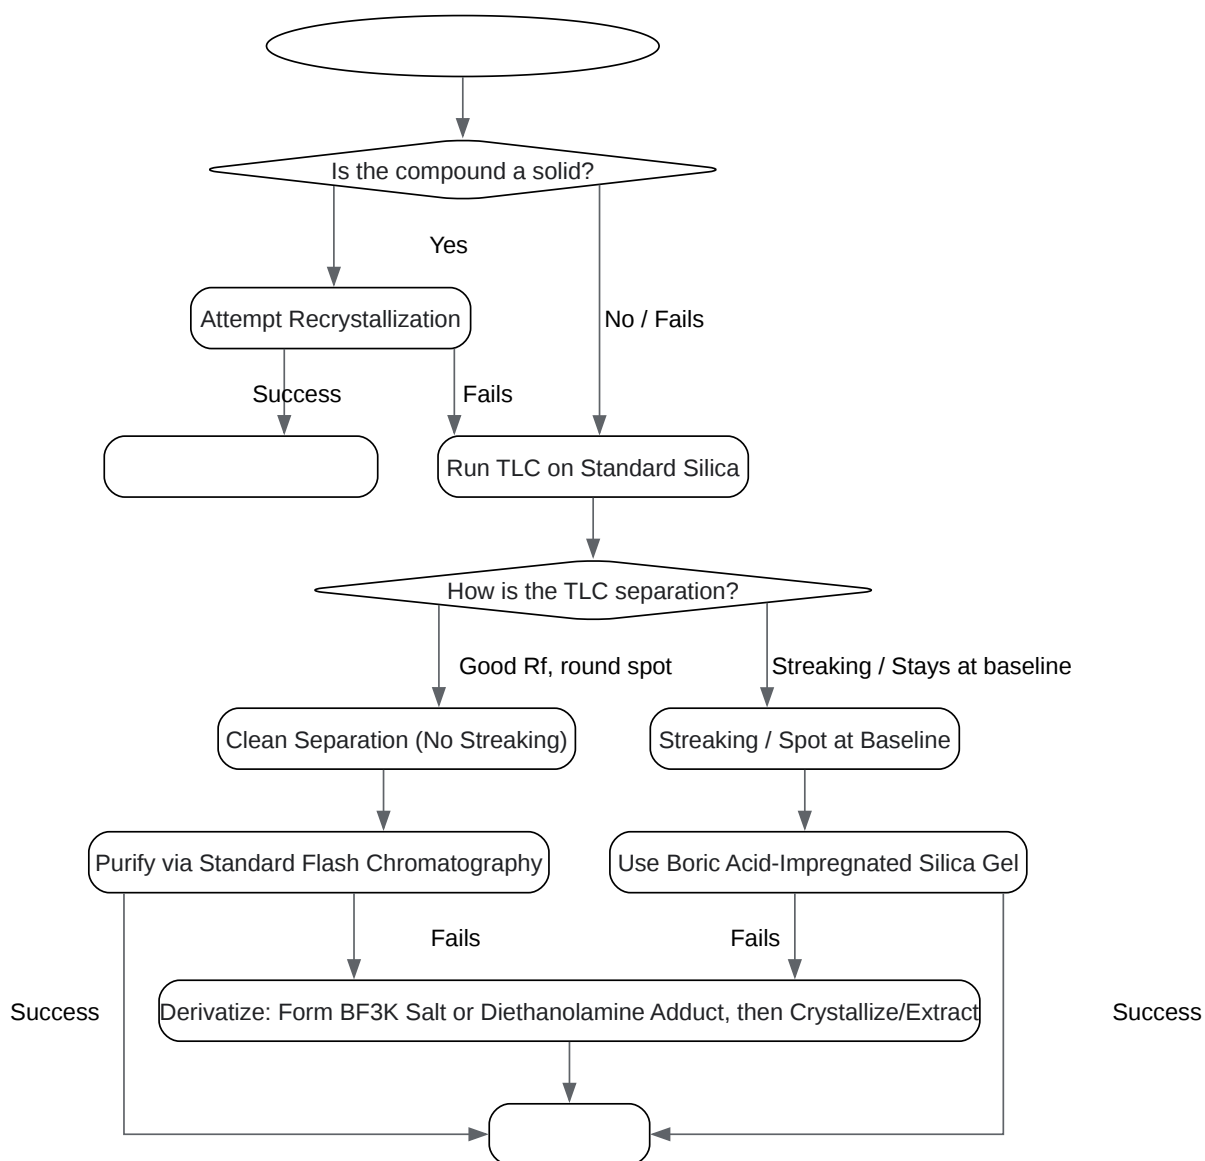 Is the compound a solid?
Yes
Attempt Recrystallization
No / Fails
Success
Fails
Run TLC on Standard Silica
How is the TLC separation?
Good Rf, round spot
Streaking / Stays at baseline
Clean Separation (No Streaking)
Streaking / Spot at Baseline
Purify via Standard Flash Chromatography
Use Boric Acid-Impregnated Silica Gel
Fails
Fails
Success
Derivatize: Form BF3K Salt or Diethanolamine Adduct, then Crystallize/Extract
Success